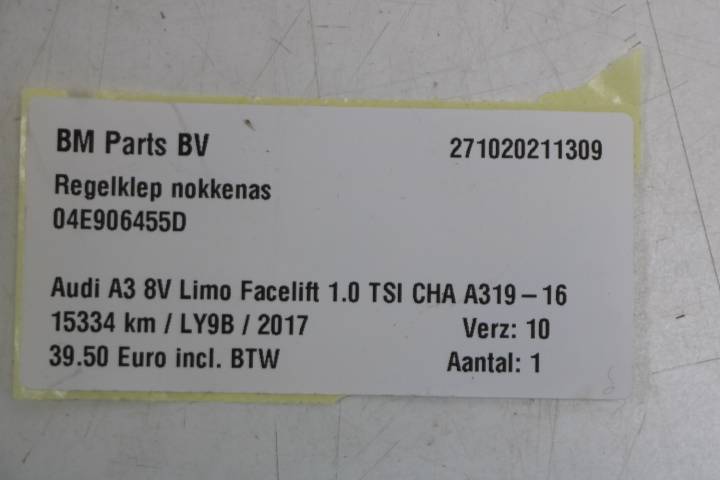 BM Parts BV 271020211309
Regelklep nokkenas
04E906455D
Audi A3 8V Limo Facelift 1.0 TSI CHA A319-16
15334 km / LY9B / 2017 Verz: 10
39.50 Euro incl. BTW Aantal: 1